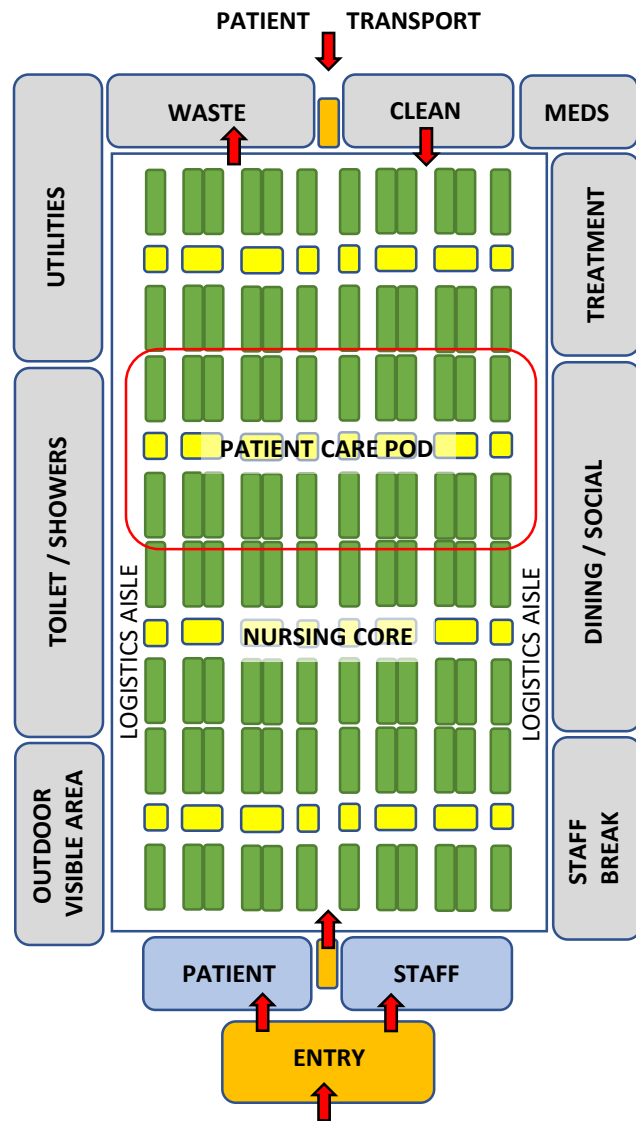 PATIENT TRANSPORT
WASTE
CLEAN
MEDS
UTILITIES
TREATMENT
PATIENT CARE POD
TOILET / SHOWERS
LOGISTICS AISLE
NURSING CORE
LOGISTICS AISLE
DINING / SOCIAL
OUTDOOR
VISIBLE AREA
STAFF
BREAK
PATIENT
STAFF
ENTRY